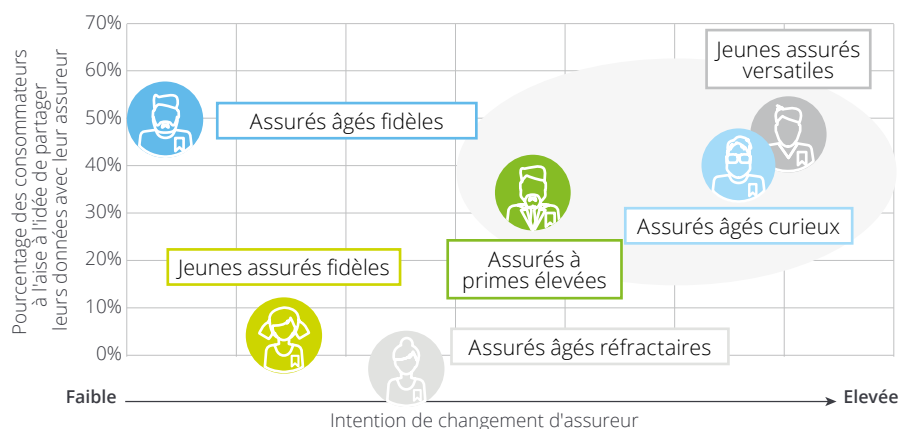 Pourcentage des consommateurs
à l'aise à l'idée de partager
leurs données avec leur assureur
70%
60%
50%
40%
30%
20%
10%
0%
Jeunes assurés
versatiles
Assurés âgés fidèles
Assurés âgés curieux
Jeunes assurés fidèles
Assurés à
primes élevées
Assurés âgés réfractaires
Faible
Elevée
Intention de changement d'assureur